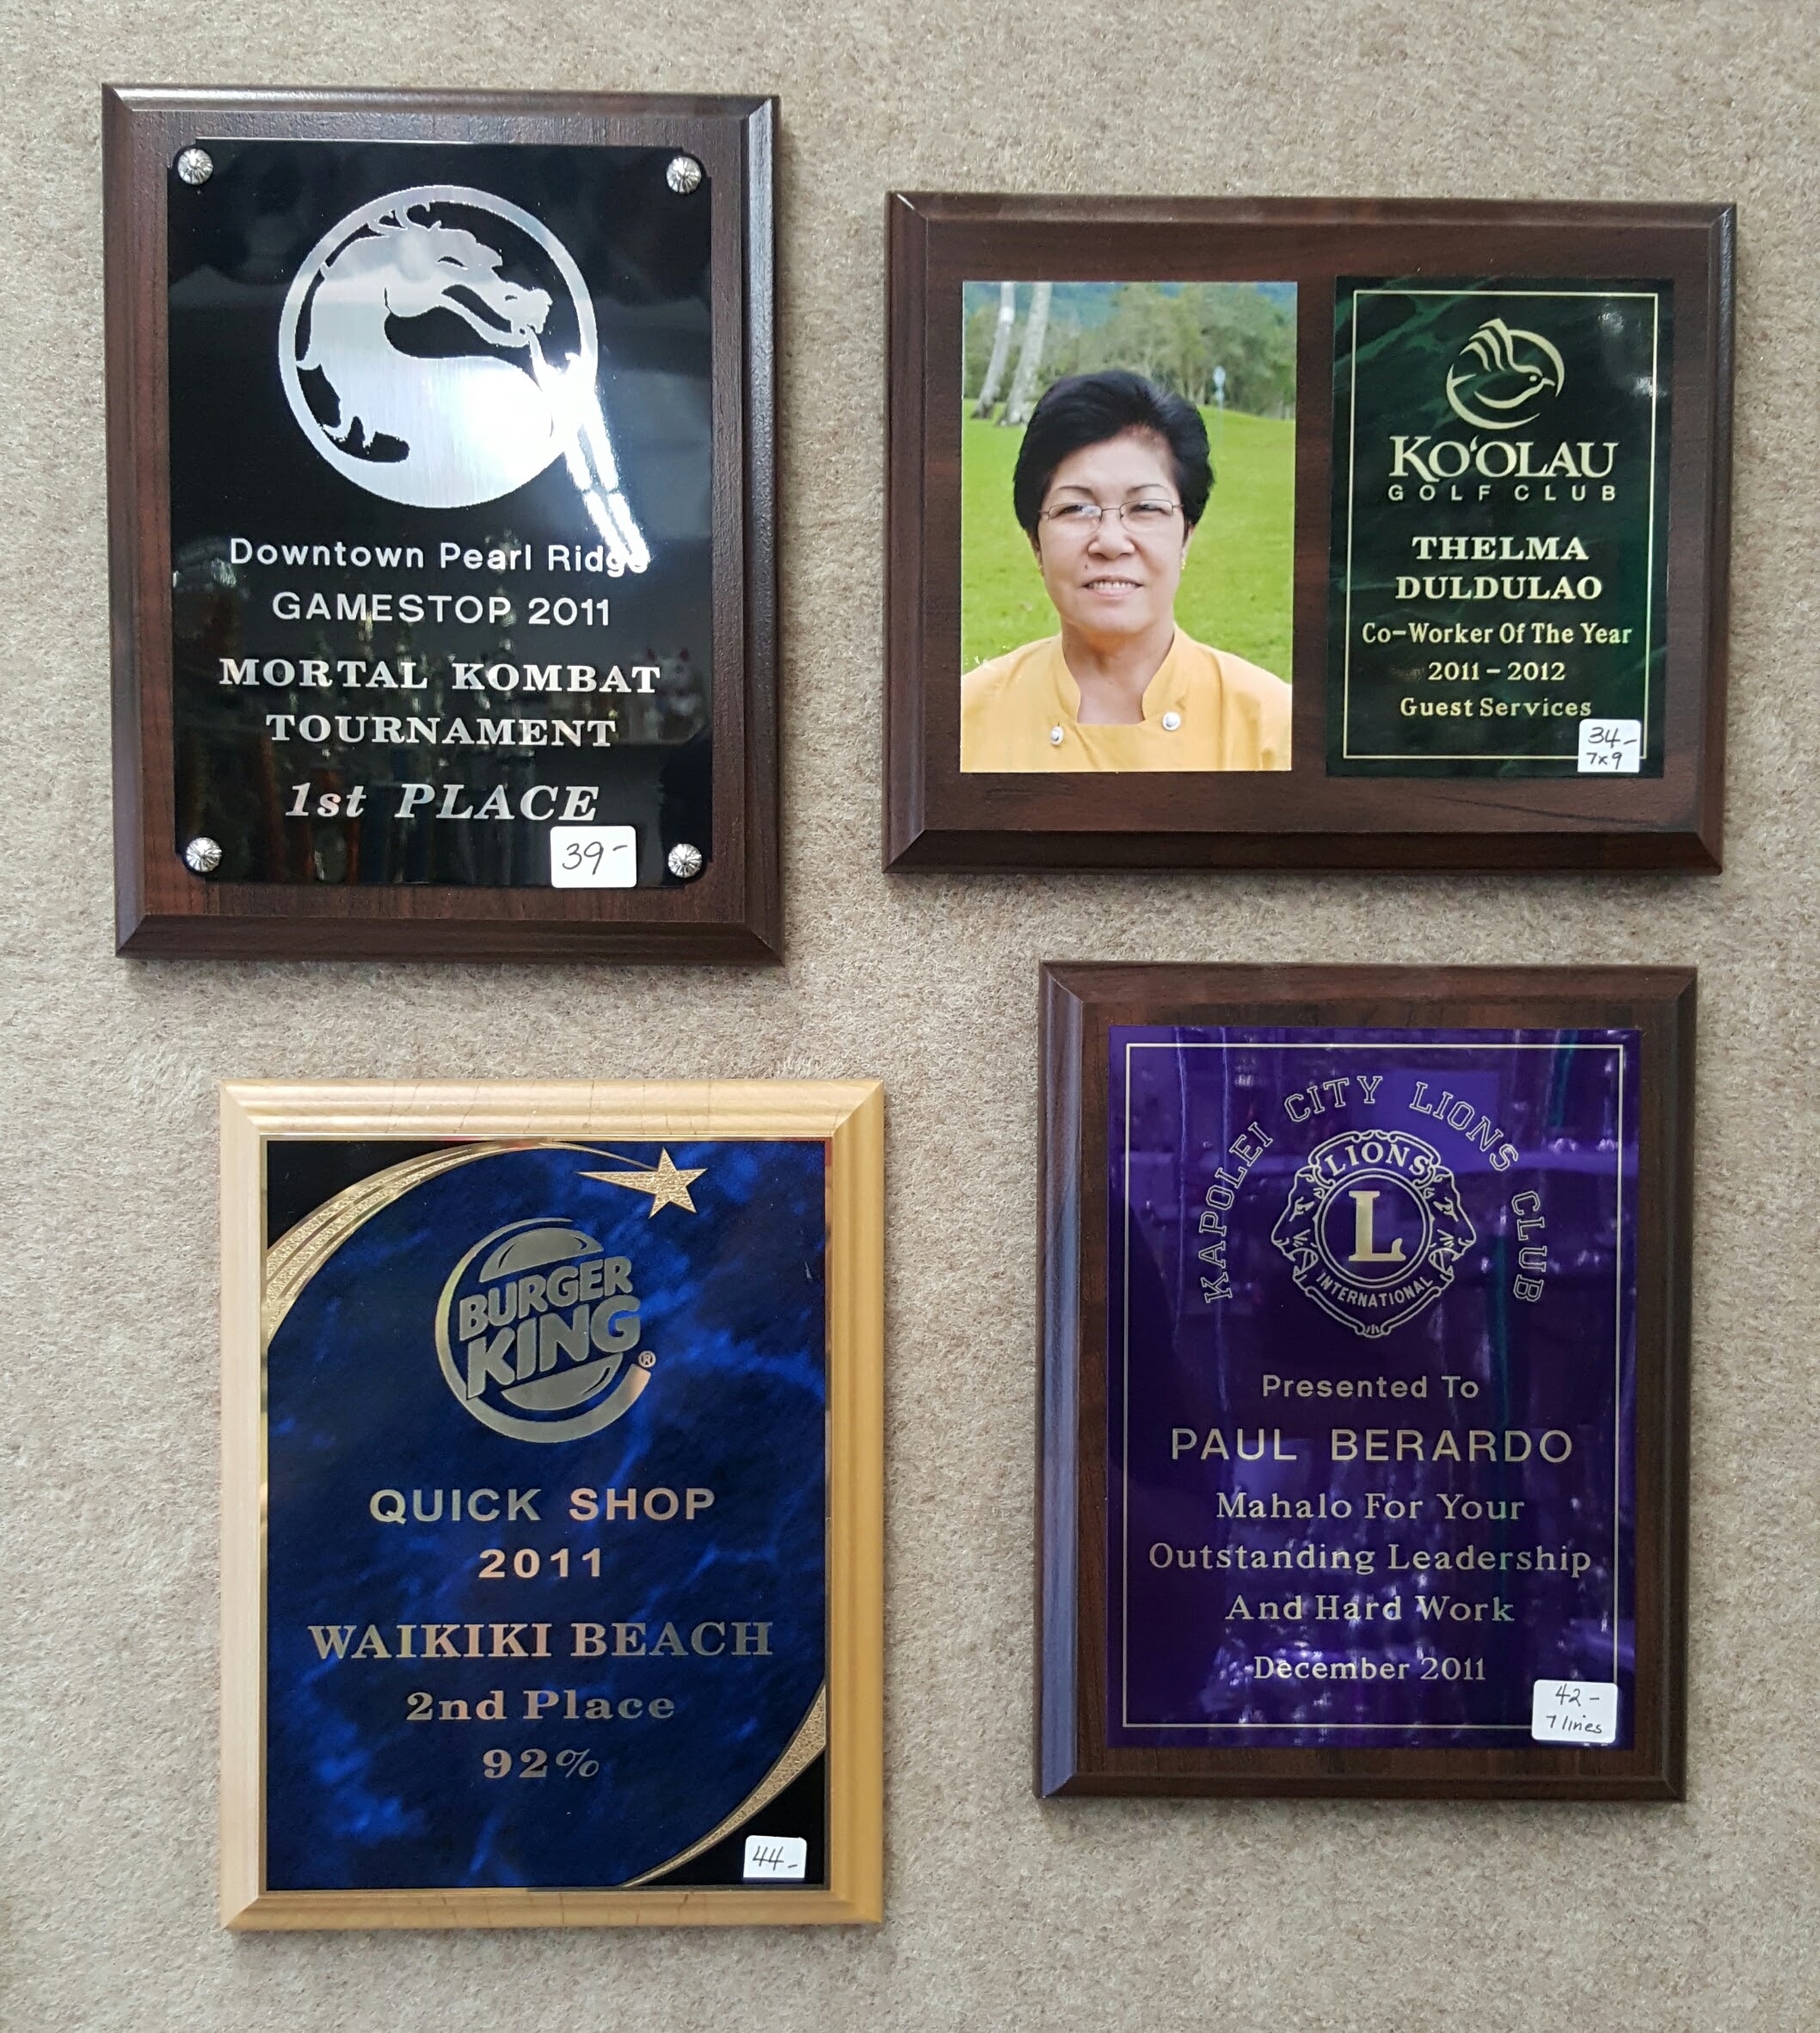 Downtown Pearl Ridge
GAMESTOP 2011
MORTAL KOMBAT
TOURNAMENT
1st PLACE
39-
KO'OLAU
GOLF CLUB
THELMA
DULDULAO
Co-Worker Of The Year
2011 - 2012
Guest Services
34-
7x9
BURGER
KING®
QUICK SHOP
2011
WAIKIKI BEACH
2nd Place
92%
44-
KAPOLEI CITY LIONS CLUB
LIONS
L
INTERNATIONAL
Presented To
PAUL BERARDO
Mahalo For Your
Outstanding Leadership
And Hard Work
December 2011
42-
7 lines